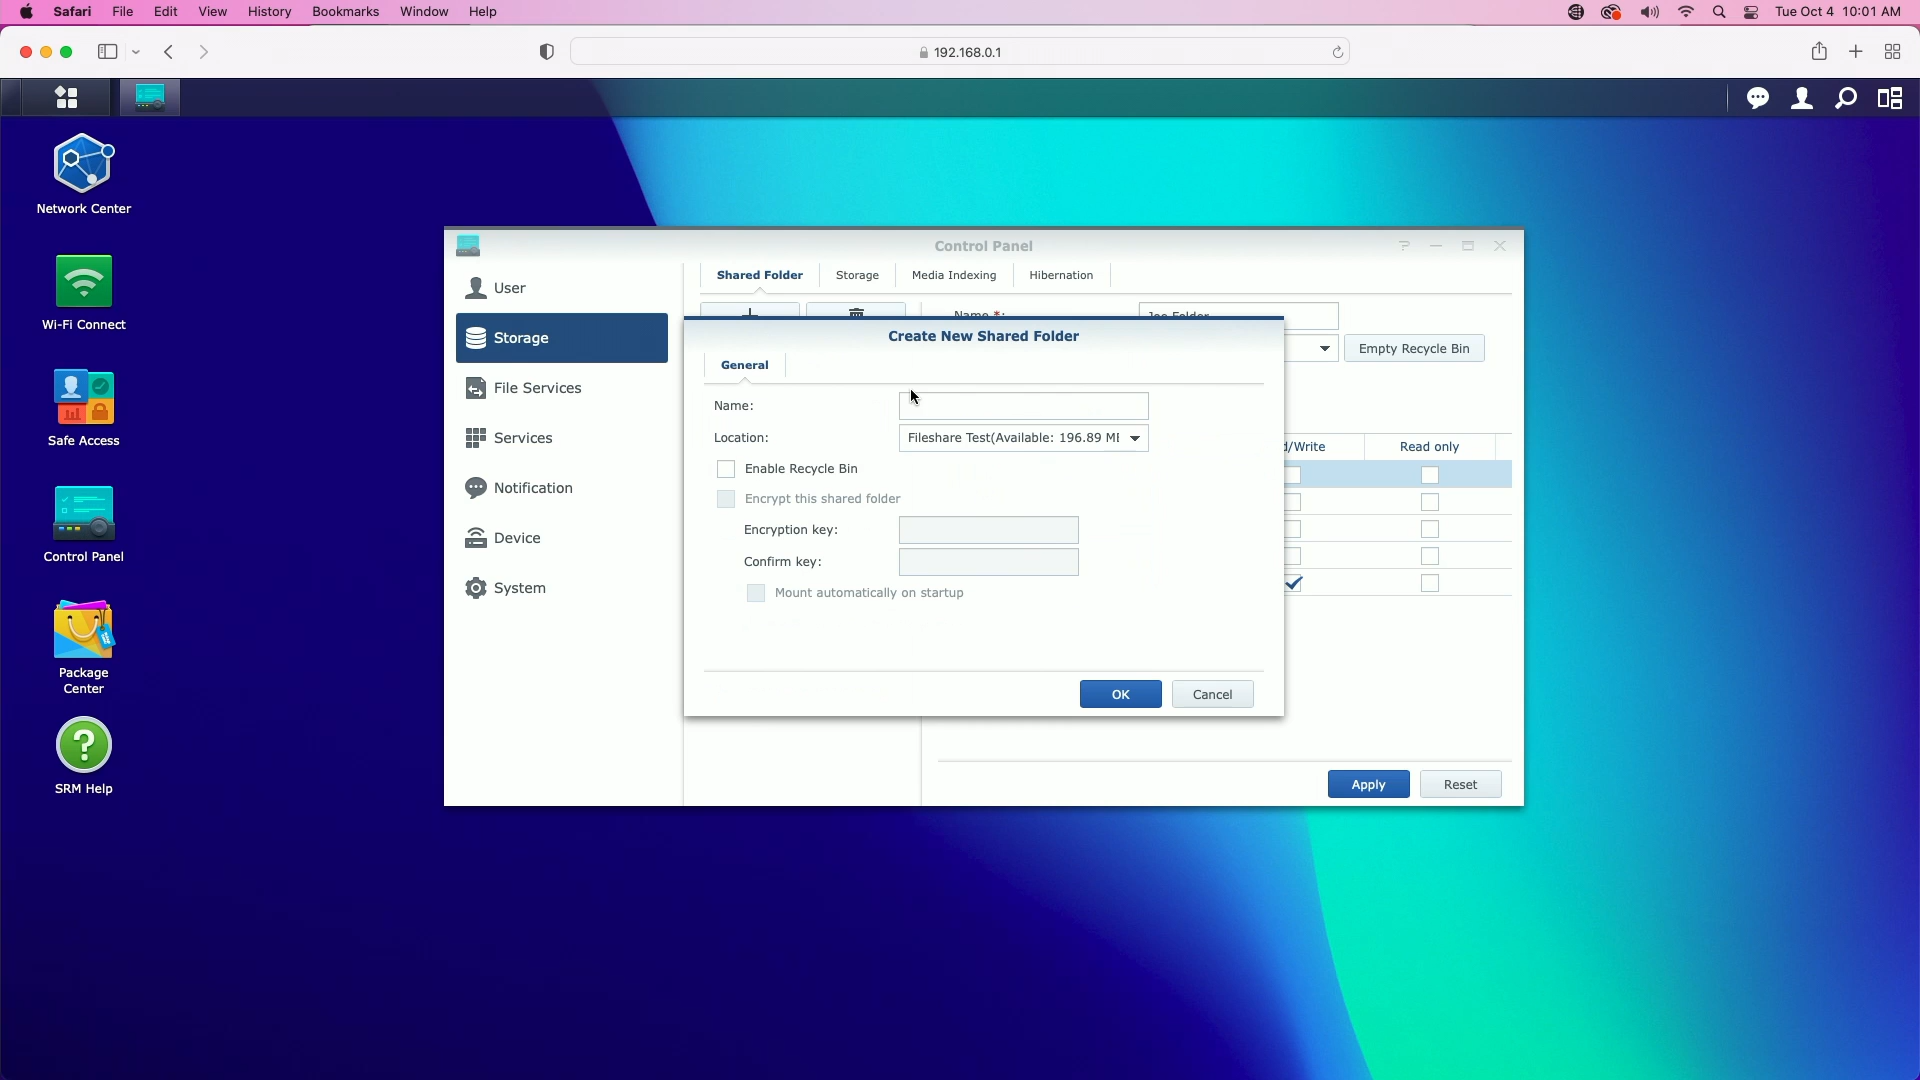 Safari File Edit View History Bookmarks Window Help Tue Oct 4 10:01 AM
192.168.0.1
Network Center
Wi-Fi Connect
Safe Access
Control Panel
Package
Center
SRM Help
Control Panel
User
Storage
File Services
Services
Notification
Device
System
Shared Folder Storage Media Indexing Hibernation
Name *: Joe Folder
Empty Recycle Bin
d/Write Read only
Create New Shared Folder
General
Name:
Location: Fileshare Test(Available: 196.89 MI
Enable Recycle Bin
Encrypt this shared folder
Encryption key:
Confirm key:
Mount automatically on startup
OK Cancel
Apply Reset